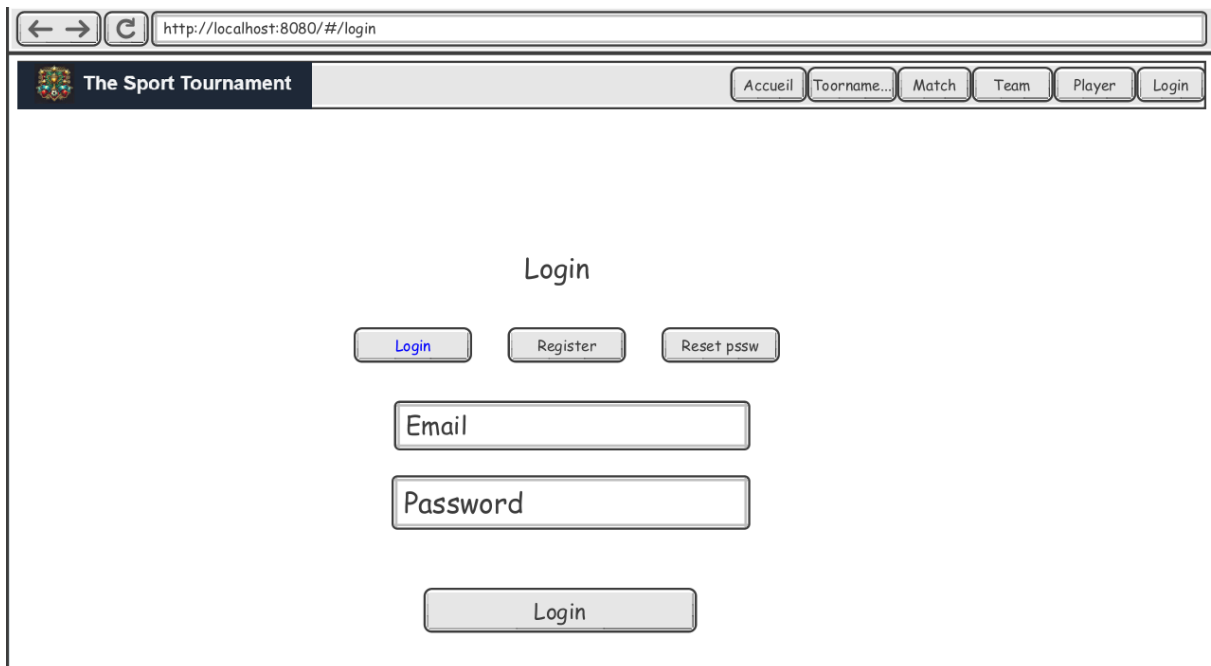 http://localhost:8080/#/login
The Sport Tournament Accueil Toorname... Match Team Player Login
Login
Login Register Reset pssw
Email
Password
Login